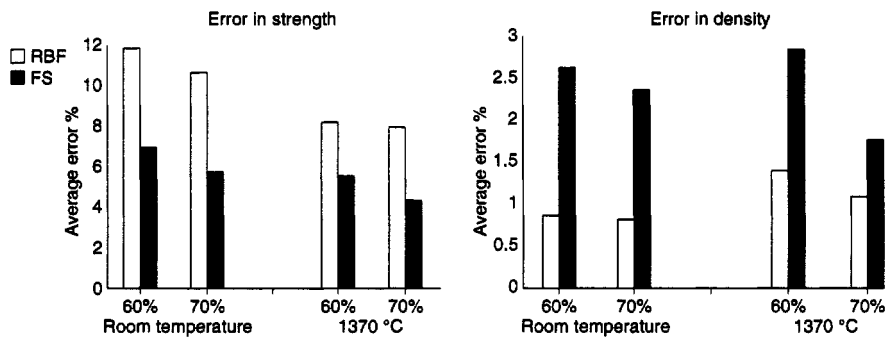 Error in strength
RBF
FS
Average error %
12
10
8
6
4
2
0
60% 70% 60% 70%
Room temperature 1370 °C
Error in density
Average error %
3
2.5
2
1.5
1
0.5
0
60% 70% 60% 70%
Room temperature 1370 °C